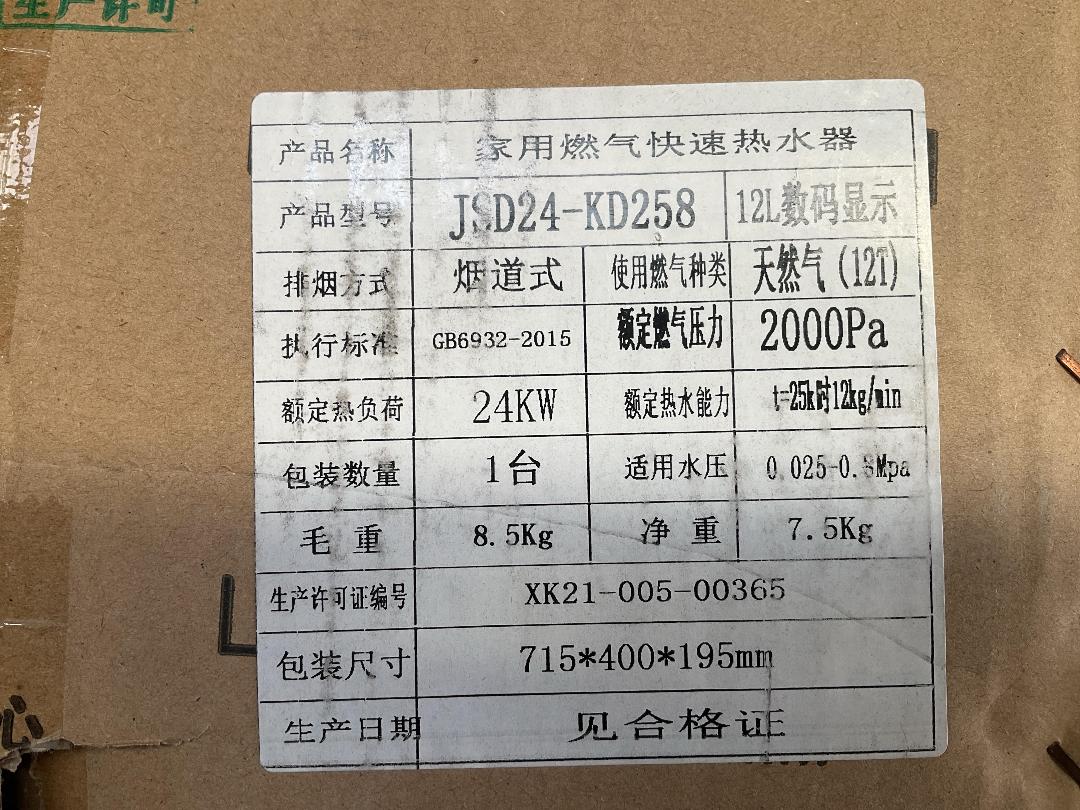 生产许可
产品名称 家用燃气快速热水器
产品型号 JSD24-KD258 12L数码显示
排烟方式 烟道式 使用燃气种类 天然气(12T)
执行标准 GB6932-2015 额定燃气压力 2000Pa
额定热负荷 24KW 额定热水能力 t=25k时12kg/min
包装数量 1台 适用水压 0.025-0.8Mpa
毛重 8.5Kg 净重 7.5Kg
生产许可证编号 XK21-005-00365
包装尺寸 715*400*195mm
生产日期 见合格证
L
心